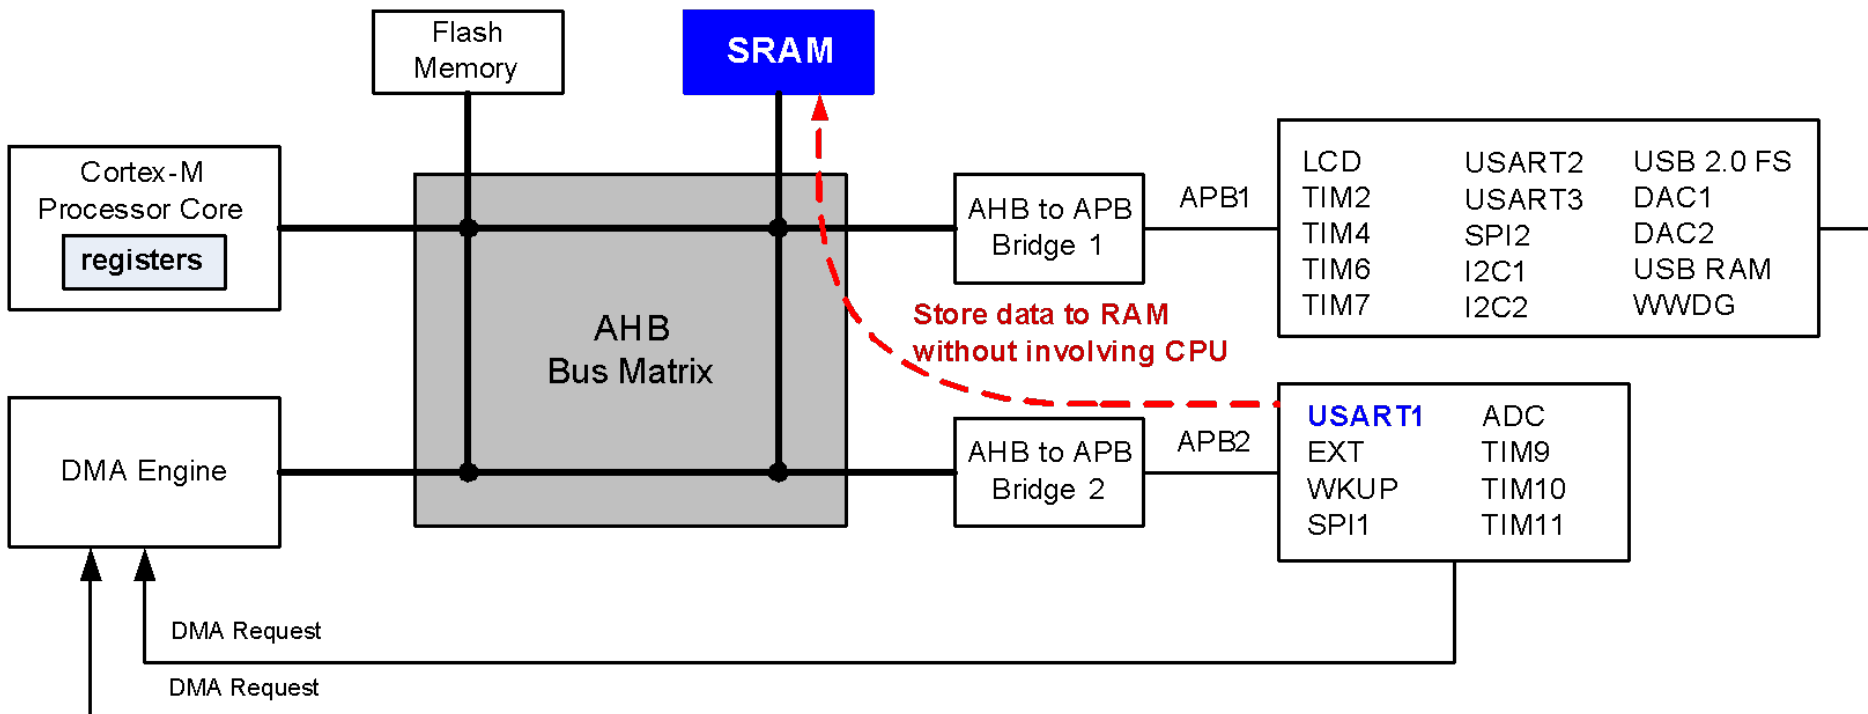 Flash
Memory
SRAM
Cortex-M
Processor Core
registers
AHB
Bus Matrix
DMA Engine
AHB to APB
Bridge 1
APB1
LCD USART2 USB 2.0 FS
TIM2 USART3 DAC1
TIM4 SPI2 DAC2
TIM6 I2C1 USB RAM
TIM7 I2C2 WWDG
Store data to RAM
without involving CPU
AHB to APB
Bridge 2
APB2
USART1 ADC
EXT TIM9
WKUP TIM10
SPI1 TIM11
DMA Request
DMA Request